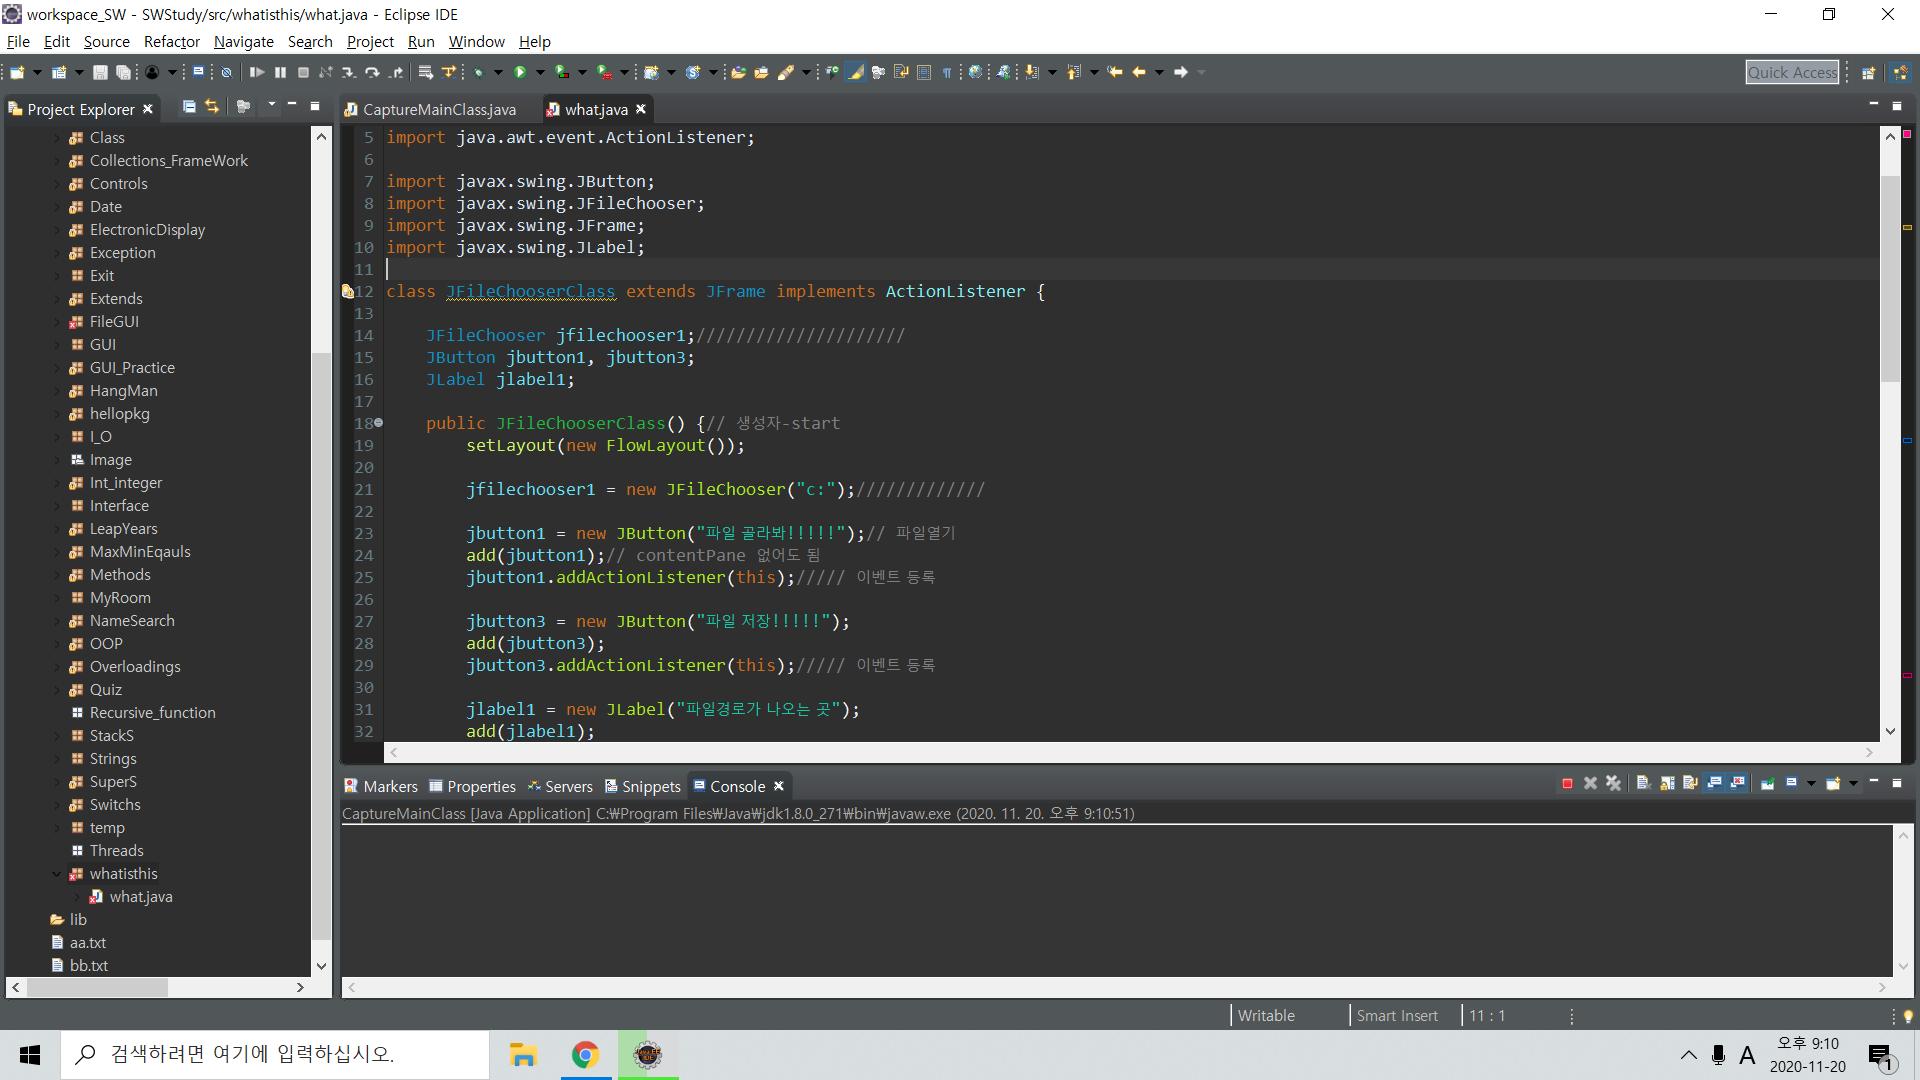 workspace_SW - SWStudy/src/whatisthis/what.java - Eclipse IDE
File Edit Source Refactor Navigate Search Project Run Window Help
Quick Access
Project Explorer
CaptureMainClass.java
what.java
Class
Collections_FrameWork
Controls
Date
ElectronicDisplay
Exception
Exit
Extends
FileGUI
GUI
GUI_Practice
HangMan
hellopkg
I_O
Image
Int_integer
Interface
LeapYears
MaxMinEqauls
Methods
MyRoom
NameSearch
OOP
Overloadings
Quiz
Recursive_function
StackS
Strings
SuperS
Switchs
temp
Threads
whatisthis
what.java
lib
aa.txt
bb.txt
5 import java.awt.event.ActionListener;
6
7 import javax.swing.JButton;
8 import javax.swing.JFileChooser;
9 import javax.swing.JFrame;
10 import javax.swing.JLabel;
11
12 class JFileChooserClass extends JFrame implements ActionListener {
13
14 JFileChooser jfilechooser1;/////////////////////
15 JButton jbutton1, jbutton3;
16 JLabel jlabel1;
17
18 public JFileChooserClass() {// 생성자-start
19 setLayout(new FlowLayout());
20
21 jfilechooser1 = new JFileChooser("c:");/////////////
22
23 jbutton1 = new JButton("파일 골라봐!!!!!");// 파일열기
24 add(jbutton1);// contentPane 없어도 됨
25 jbutton1.addActionListener(this);///// 이벤트 등록
26
27 jbutton3 = new JButton("파일 저장!!!!!");
28 add(jbutton3);
29 jbutton3.addActionListener(this);///// 이벤트 등록
30
31 jlabel1 = new JLabel("파일경로가 나오는 곳");
32 add(jlabel1);
Markers Properties Servers Snippets Console
CaptureMainClass [Java Application] C:₩Program Files₩Java₩jdk1.8.0_271₩bin₩javaw.exe (2020. 11. 20. 오후 9:10:51)
Writable Smart Insert 11 : 1
검색하려면 여기에 입력하십시오.
A
오후 9:10
2020-11-20
1